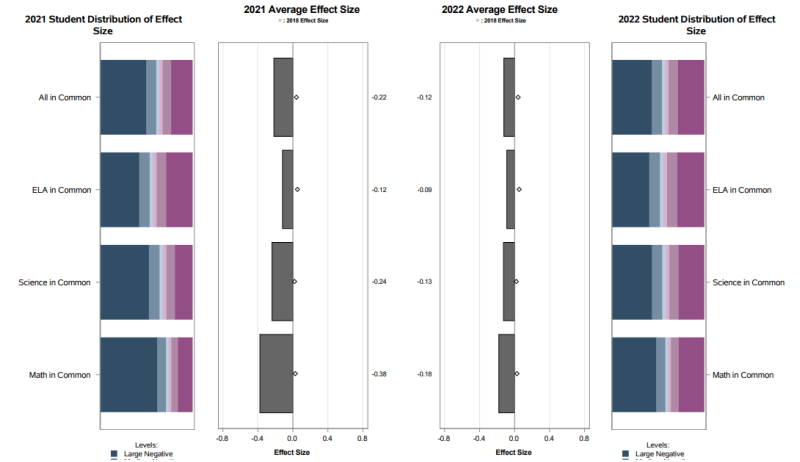 2021 Student Distribution of Effect
Size
2021 Average Effect Size
: 2018 Effect Size
2022 Average Effect Size
: 2018 Effect Size
2022 Student Distribution of Effect
Size
All in Common
-0.22
-0.12
All in Common
ELA in Common
-0.12
-0.09
ELA in Common
Science in Common
-0.24
-0.13
Science in Common
Math in Common
-0.38
-0.18
Math in Common
-0.8 -0.4 0.0 0.4 0.8
-0.8 -0.4 0.0 0.4 0.8
Effect Size
Effect Size
Levels:
Large Negative
Levels:
Large Negative